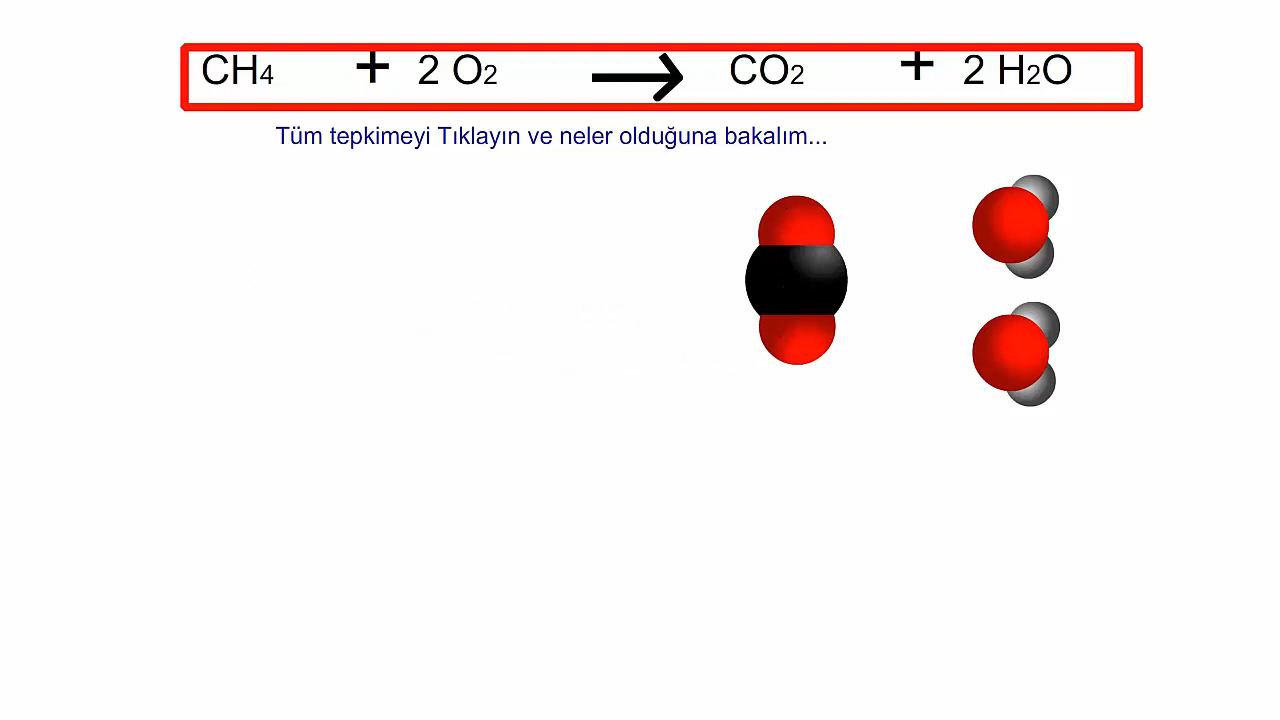 CH4 + 2 O2 → CO2 + 2 H2O
Tüm tepkimeyi Tıklayın ve neler olduğuna bakalım...